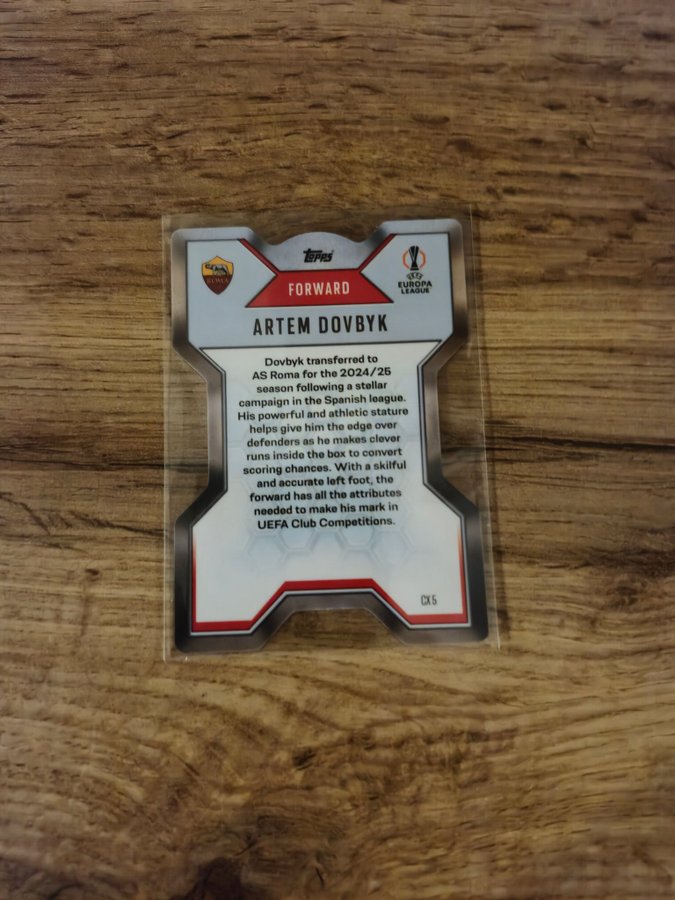 topps
ROMA
FORWARD
UEFA
EUROPA
LEAGUE
ARTEM DOVBYK
Dovbyk transferred to
AS Roma for the 2024/25
season following a stellar
campaign in the Spanish league.
His powerful and athletic stature
helps give him the edge over
defenders as he makes clever
runs inside the box to convert
scoring chances. With a skilful
and accurate left foot, the
forward has all the attributes
needed to make his mark in
UEFA Club Competitions.
CX 5